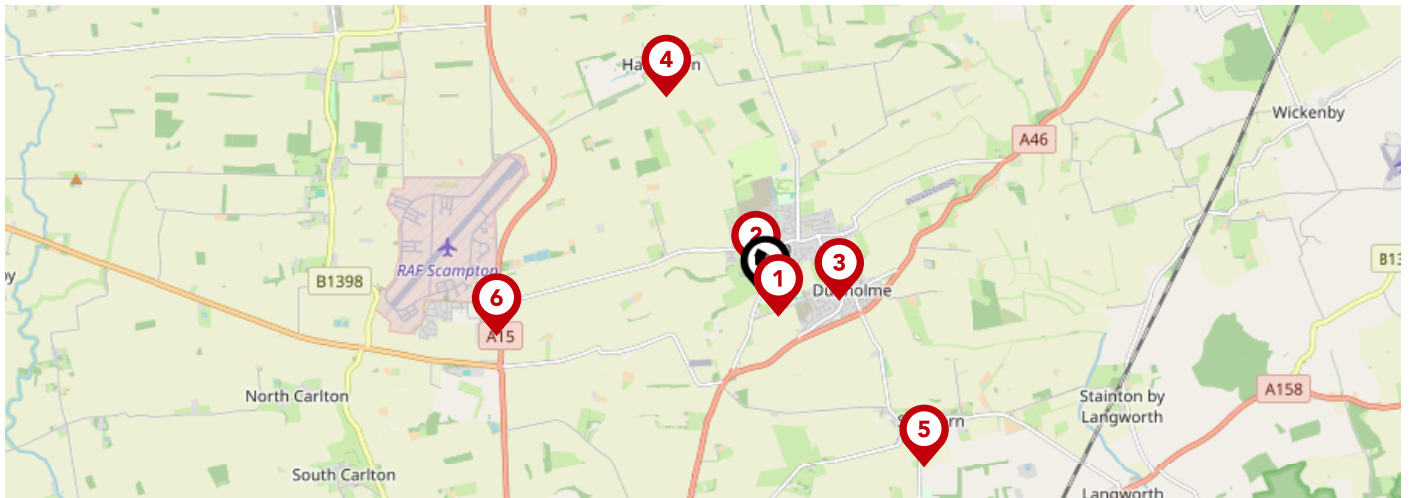 4
A46
Wickenby
2
RAF Scampton
B1398
3
1
6
A15
A158
North Carlton
Stainton by
Langworth
5
South Carlton
Langworth